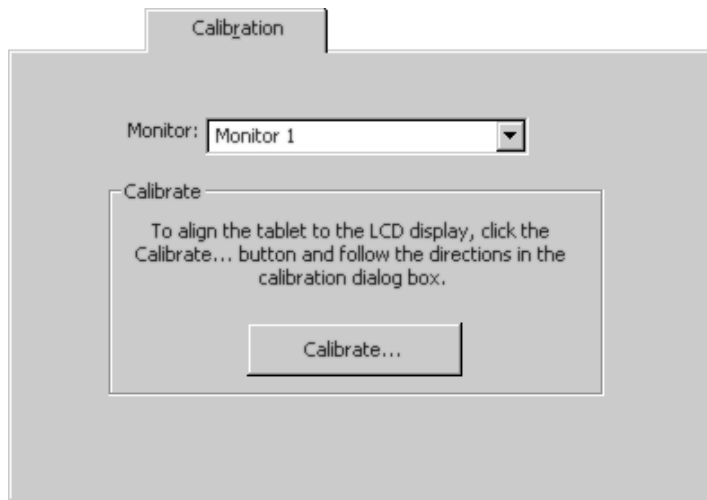 Calibration
Monitor: Monitor 1
Calibrate
To align the tablet to the LCD display, click the
Calibrate... button and follow the directions in the
calibration dialog box.
Calibrate...